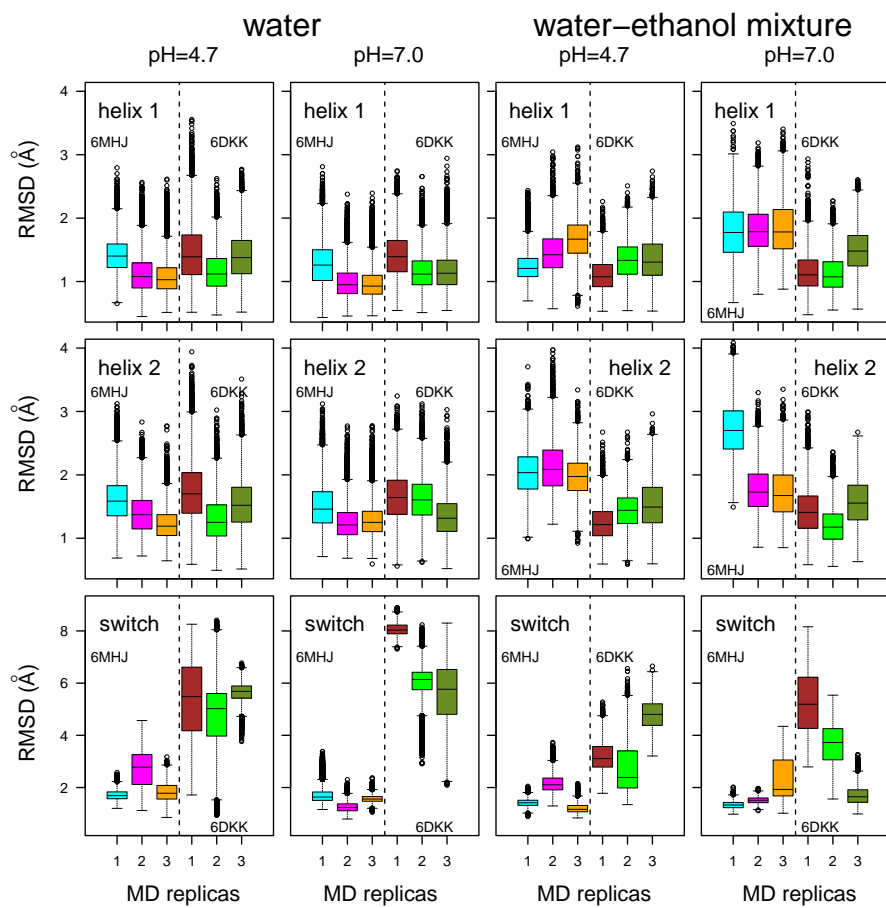 water water−ethanol mixture
pH=4.7 pH=7.0 pH=4.7 pH=7.0
RMSD (Å)
4
3
2
1
helix 1
6MHJ
6DKK
helix 1
6MHJ
6DKK
helix 1
6MHJ
6DKK
helix 1
6DKK
6MHJ
RMSD (Å)
4
3
2
1
helix 2
6MHJ
6DKK
helix 2
6MHJ
6DKK
helix 2
6DKK
6MHJ
helix 2
6DKK
6MHJ
RMSD (Å)
8
6
4
2
switch
6MHJ
6DKK
switch
6MHJ
6DKK
switch
6MHJ
6DKK
switch
6MHJ
6DKK
1 2 3 1 2 3 1 2 3 1 2 3 1 2 3 1 2 3 1 2 3 1 2 3
MD replicas MD replicas MD replicas MD replicas